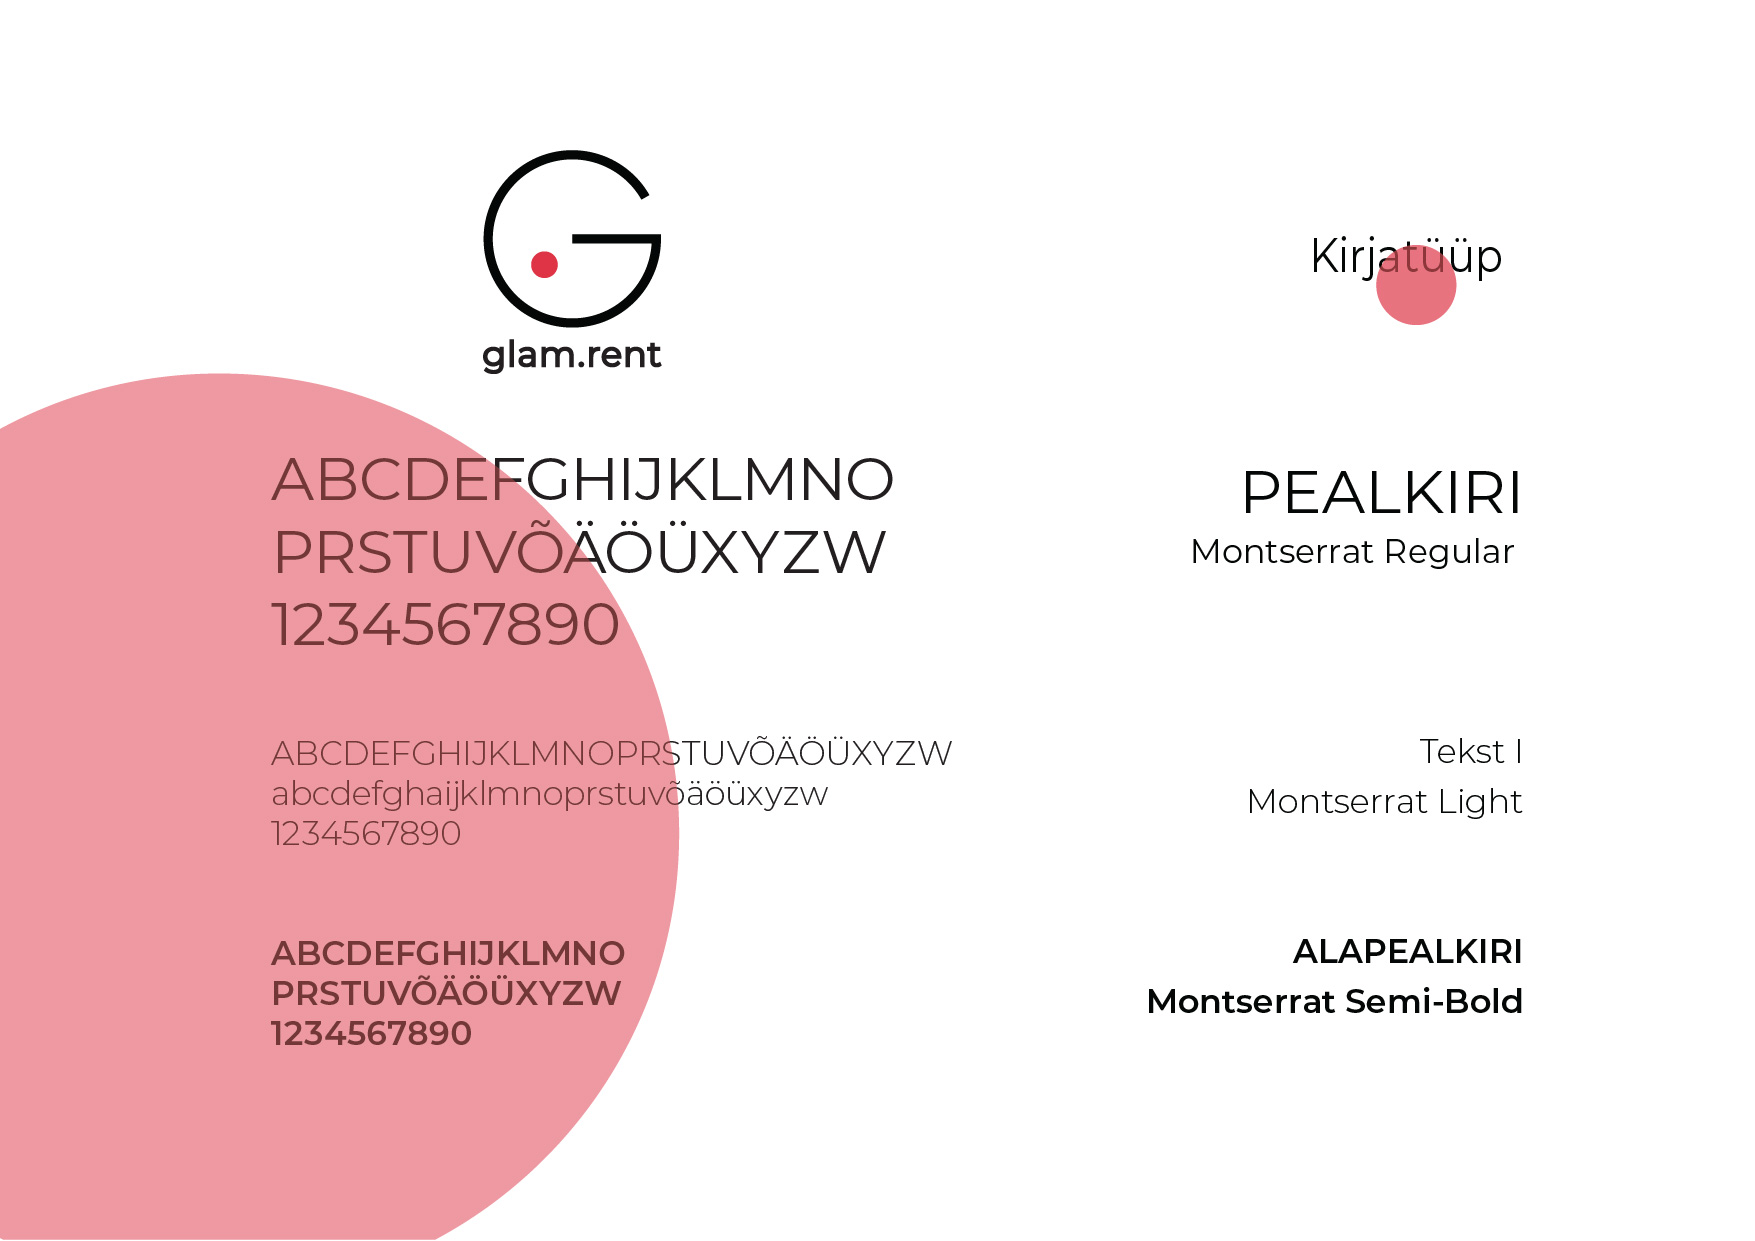 glam.rent
Kirjatüüp
ABCDEFGHIJKLMNO
PRSTUVÕÄÖÜXYZW
1234567890
PEALKIRI
Montserrat Regular
ABCDEFGHIJKLMNOPRSTUVÕÄÖÜXYZW
abcdefghaijklmnoprstuvõäöüxyzw
1234567890
Tekst I
Montserrat Light
ABCDEFGHIJKLMNO
PRSTUVÕÄÖÜXYZW
1234567890
ALAPEALKIRI
Montserrat Semi-Bold